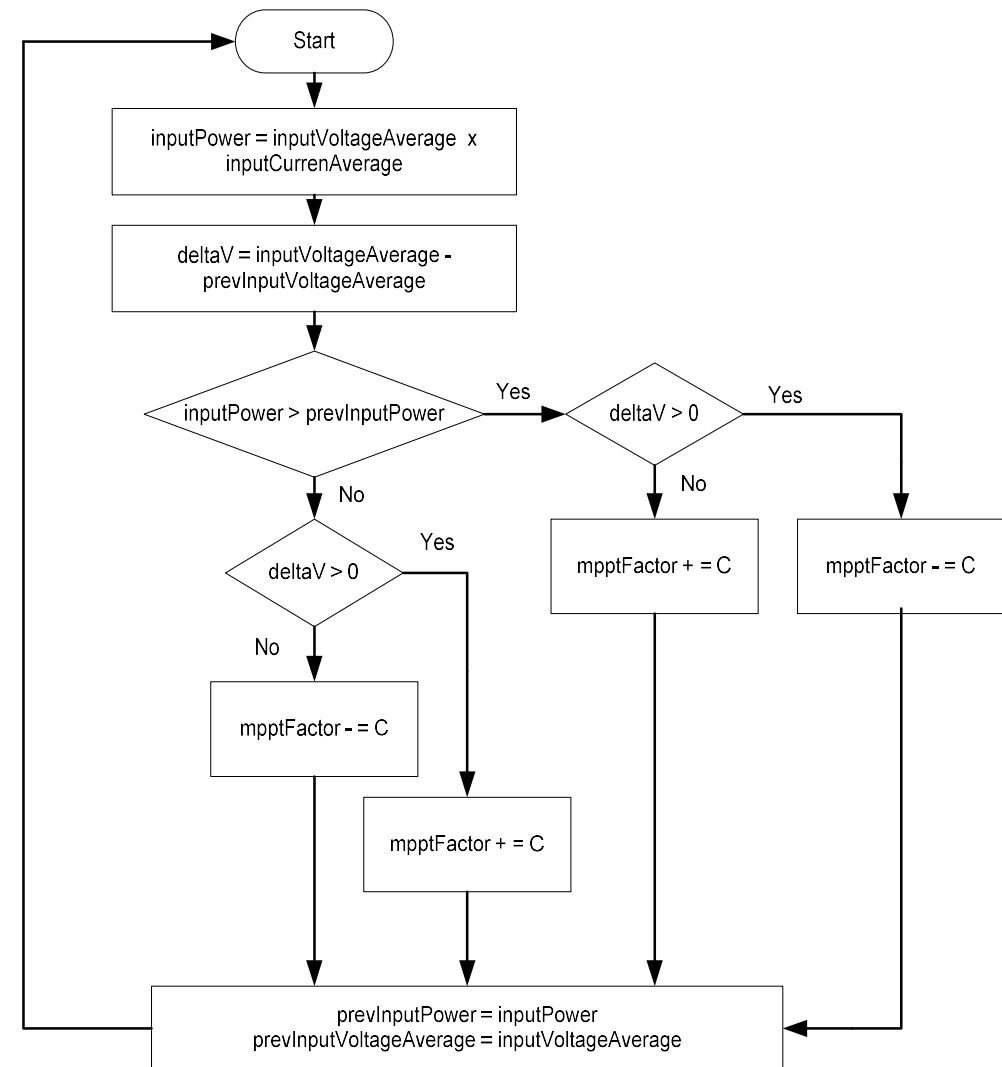 Start
inputPower = inputVoltageAverage x
inputCurrenAverage
deltaV = inputVoltageAverage -
prevInputVoltageAverage
inputPower > prevInputPower
Yes
deltaV > 0
Yes
No
No
mpptFactor + = C
mpptFactor - = C
deltaV > 0
Yes
No
mpptFactor - = C
mpptFactor + = C
prevInputPower = inputPower
prevInputVoltageAverage = inputVoltageAverage